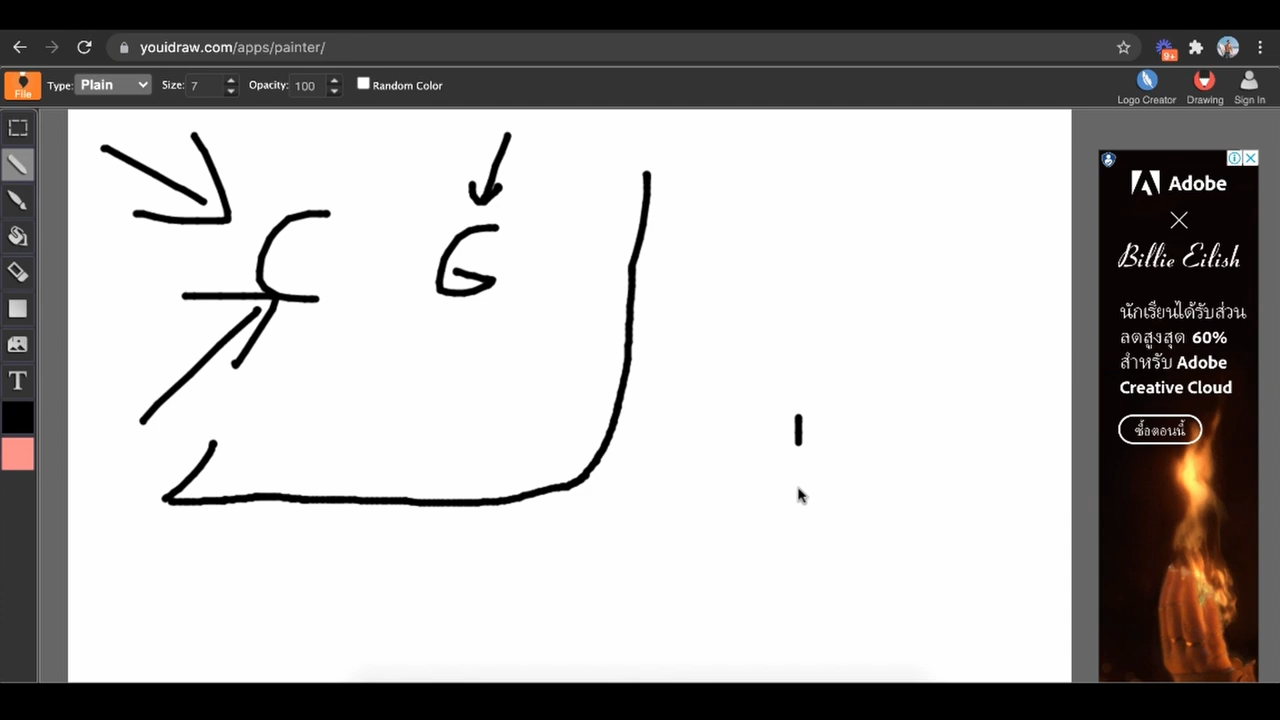 youidraw.com/apps/painter/
9+
File
Type: Plain Size: 7 Opacity: 100 Random Color
Logo Creator Drawing Sign In
C G
T
Adobe
Billie Eilish
นักเรียนได้รับส่วน
ลดสูงสุด 60%
สำหรับ Adobe
Creative Cloud
ซื้อตอนนี้